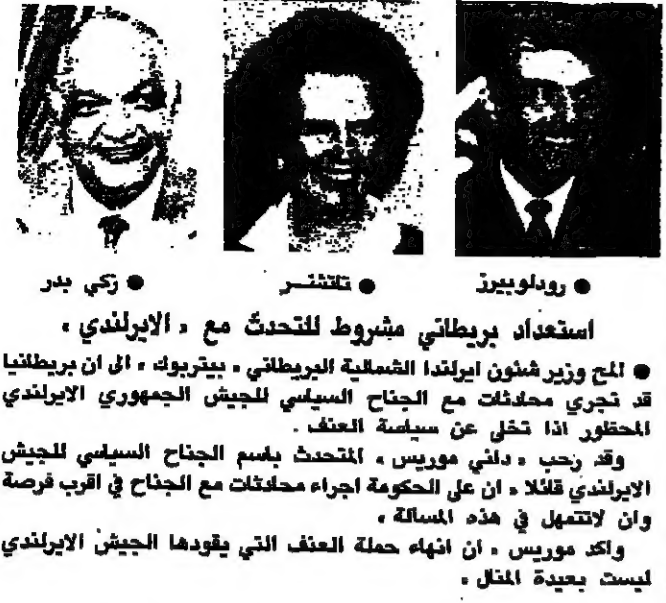 ● رودلوبيرز
● تاتشر
● زكي بدر
استعداد بريطاني مشروط للتحدث مع « الايرلندي »
● المح وزير شئون ايرلندا الشمالية البريطاني « بيتربوك » الى ان بريطانيا
قد تجري محادثات مع الجناح السياسي للجيش الجمهوري الايرلندي
المحظور اذا تخلى عن سياسة العنف .
وقد رحب « داني موريس » المتحدث باسم الجناح السياسي للجيش
الايرلندي قائلا « ان على الحكومة اجراء محادثات مع الجناح في اقرب فرصة
وان لاتتمهل في هذه المسألة »
واكد موريس « ان انهاء حملة العنف التي يقودها الجيش الايرلندي
ليست بعيدة المنال »